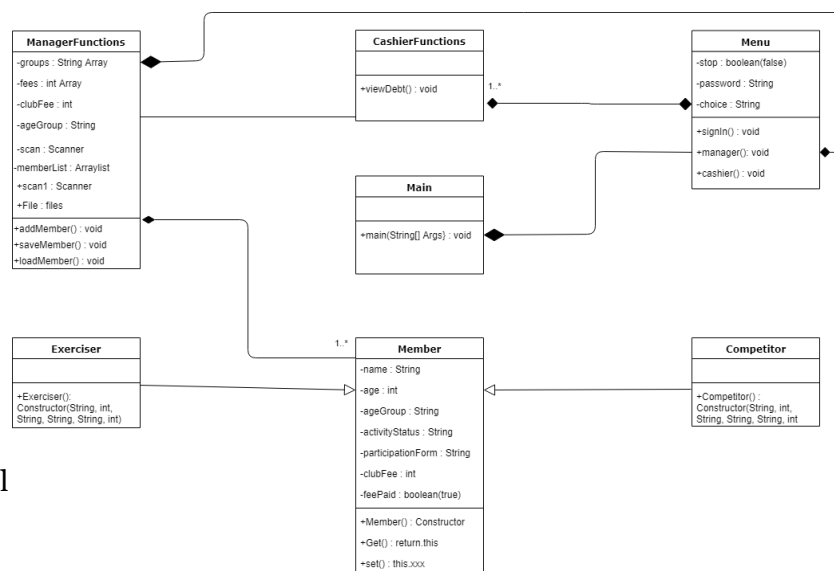 ManagerFunctions
-groups : String Array
-fees : int Array
-clubFee : int
-ageGroup : String
-scan : Scanner
-memberList : Arraylist
+scan1 : Scanner
+File : files
+addMember() : void
+saveMember() : void
+loadMember() : void
CashierFunctions
+viewDebt() : void
1..*
Menu
-stop : boolean(false)
-password : String
-choice : String
+signIn() : void
+manager(): void
+cashier() : void
Main
+main(String[] Args) : void
Exerciser
+Exerciser():
Constructor(String, int,
String, String, String, int)
1..*
Member
-name : String
-age : int
-ageGroup : String
-activityStatus : String
-participationForm : String
-clubFee : int
-feePaid : boolean(true)
+Member() : Constructor
+Get() : return.this
+set() : this.xxx
Competitor
+Competitor() :
Constructor(String, int,
String, String, String, int
l